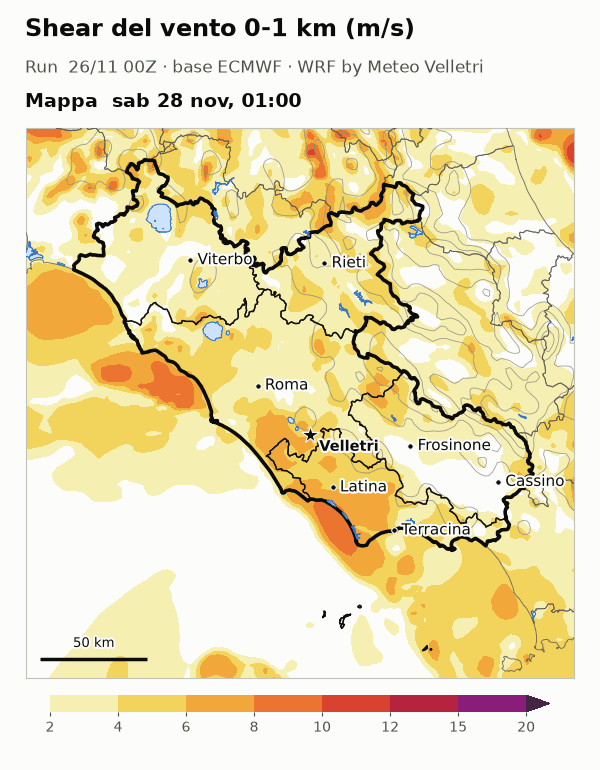 Shear del vento 0-1 km (m/s)
Run 26/11 00Z · base ECMWF · WRF by Meteo Velletri
Mappa sab 28 nov, 01:00
Viterbo
Rieti
Roma
Velletri
Frosinone
Cassino
Latina
Terracina
50 km
2 4 6 8 10 12 15 20